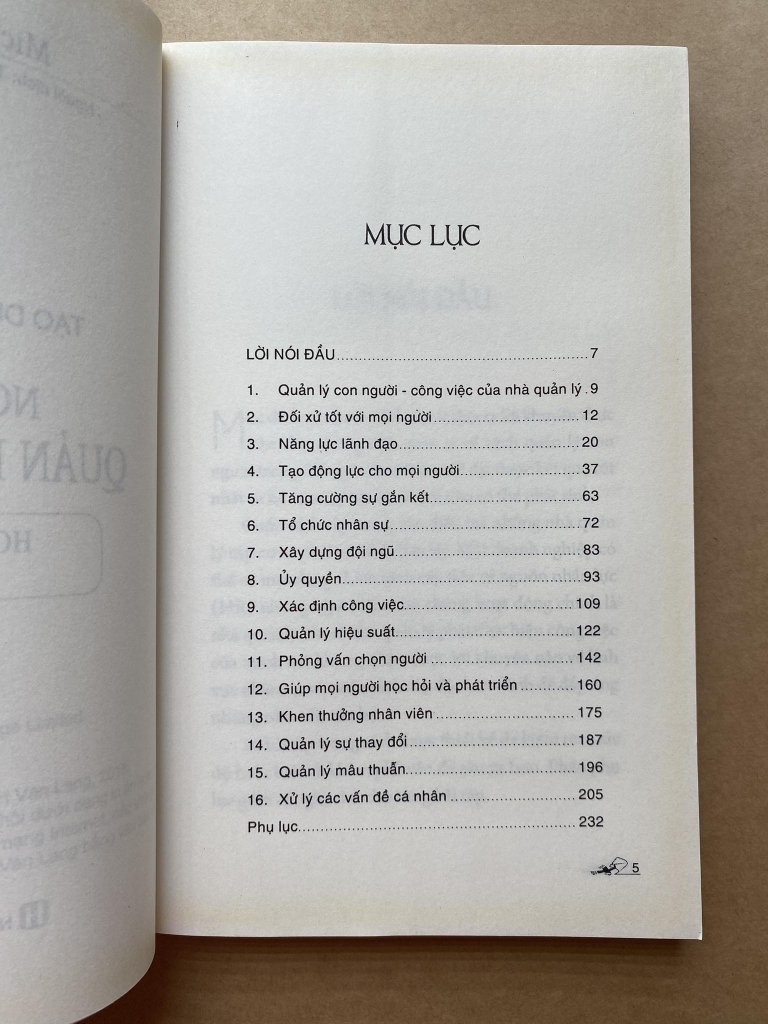 MỤC LỤC
LỜI NÓI ĐẦU..........................................................7
1. Quản lý con người - công việc của nhà quản lý.9
2. Đối xử tốt với mọi người..................................12
3. Năng lực lãnh đạo..........................................20
4. Tạo động lực cho mọi người............................37
5. Tăng cường sự gắn kết...................................63
6. Tổ chức nhân sự............................................72
7. Xây dựng đội ngũ...........................................83
8. Ủy quyền.......................................................93
9. Xác định công việc.......................................109
10. Quản lý hiệu suất.........................................122
11. Phỏng vấn chọn người..................................142
12. Giúp mọi người học hỏi và phát triển............160
13. Khen thưởng nhân viên................................175
14. Quản lý sự thay đổi......................................187
15. Quản lý mâu thuẫn.......................................196
16. Xử lý các vấn đề cá nhân.............................205
Phụ lục...............................................................232
5